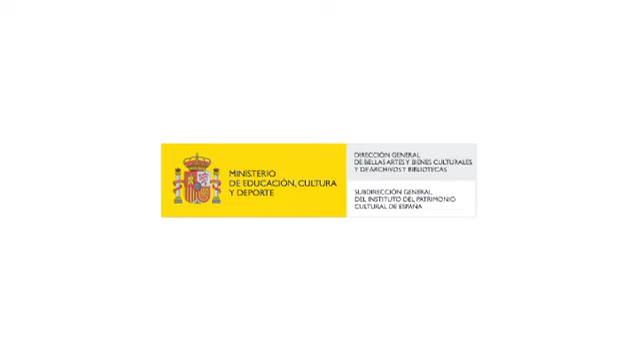 MINISTERIO
DE EDUCACIÓN, CULTURA
Y DEPORTE
DIRECCIÓN GENERAL
DE BELLAS ARTES Y BIENES CULTURALES
Y DE ARCHIVOS Y BIBLIOTECAS
SUBDIRECCIÓN GENERAL
DEL INSTITUTO DEL PATRIMONIO
CULTURAL DE ESPAÑA